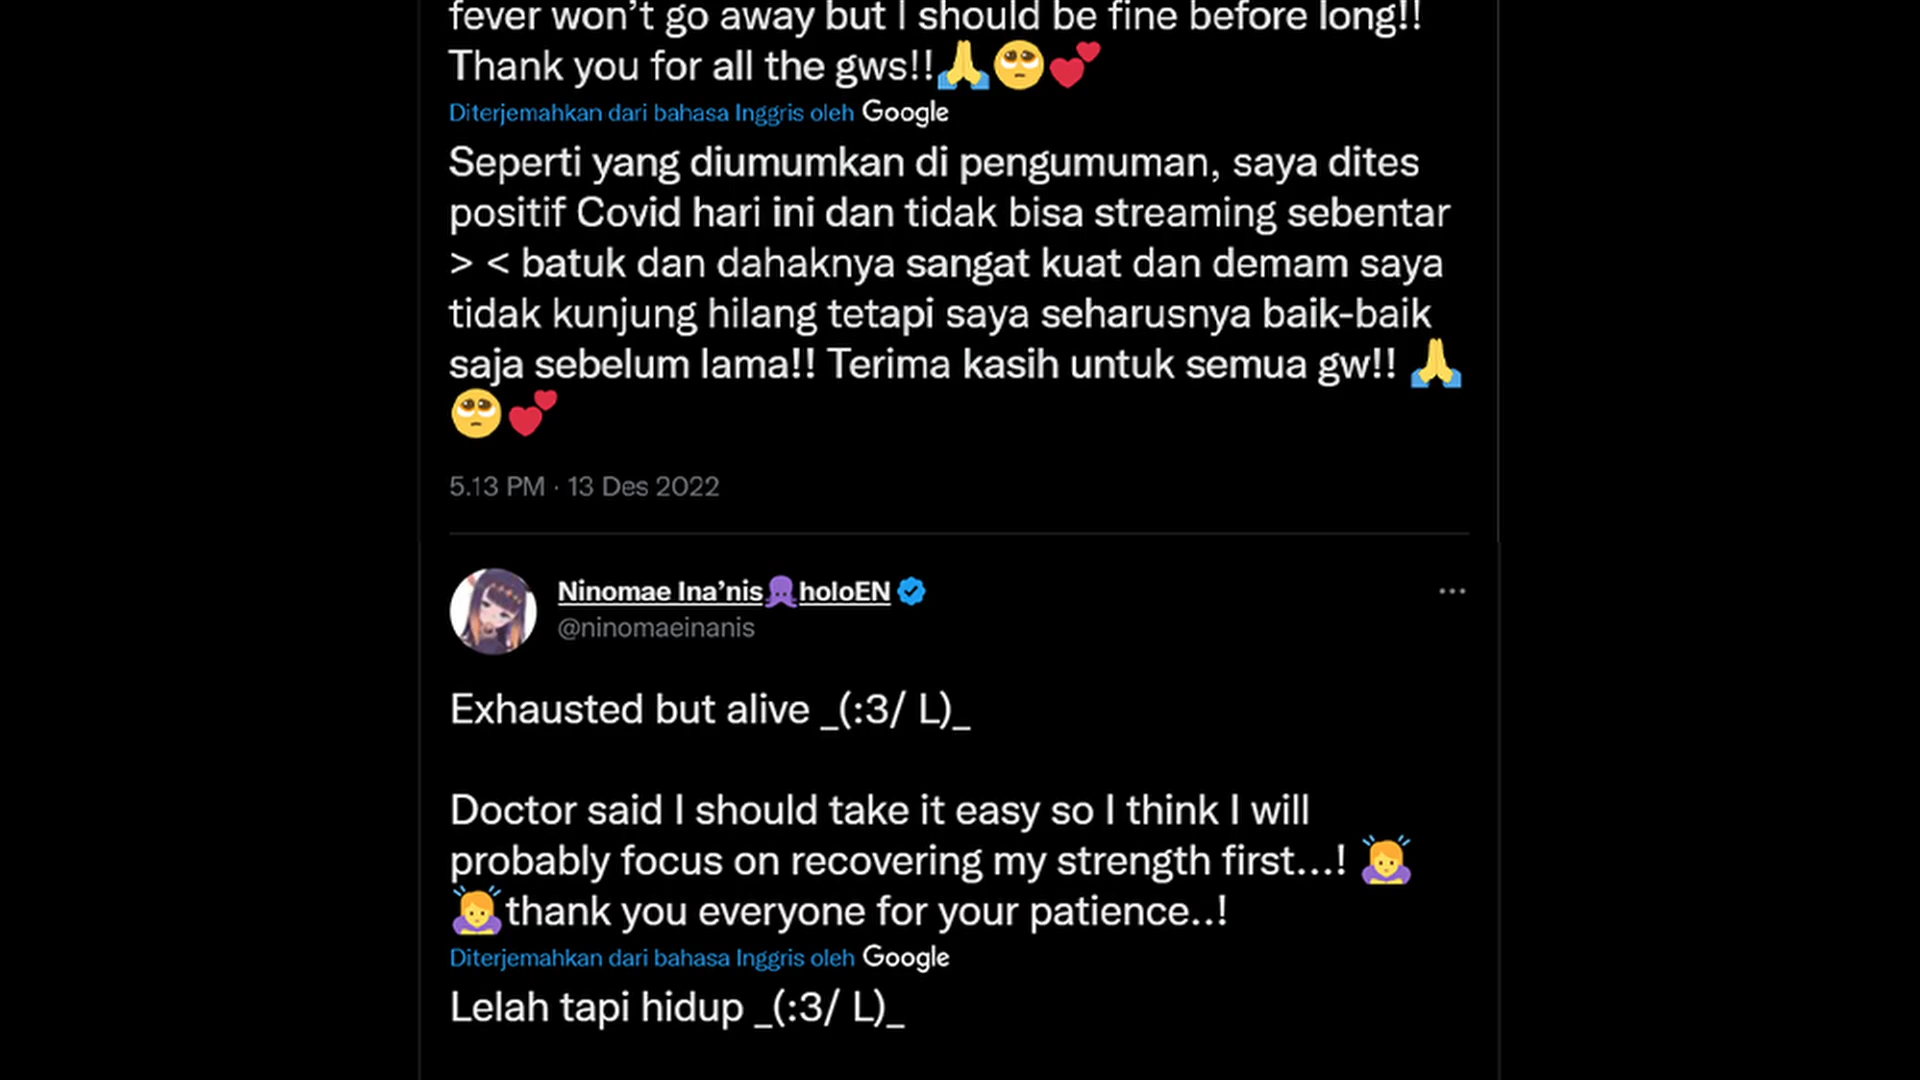 fever won't go away but I should be fine before long!!
Thank you for all the gws!!🙏🥺💕
Diterjemahkan dari bahasa Inggris oleh Google
Seperti yang diumumkan di pengumuman, saya dites
positif Covid hari ini dan tidak bisa streaming sebentar
> < batuk dan dahaknya sangat kuat dan demam saya
tidak kunjung hilang tetapi saya seharusnya baik-baik
saja sebelum lama!! Terima kasih untuk semua gw!! 🙏
🥺💕
5.13 PM · 13 Des 2022
Ninomae Ina'nis🐙holoEN
@ninomaeinanis
Exhausted but alive _(:3/ L)_
Doctor said I should take it easy so I think I will
probably focus on recovering my strength first...! 🙇‍♀️
🙇‍♀️thank you everyone for your patience..!
Diterjemahkan dari bahasa Inggris oleh Google
Lelah tapi hidup _(:3/ L)_